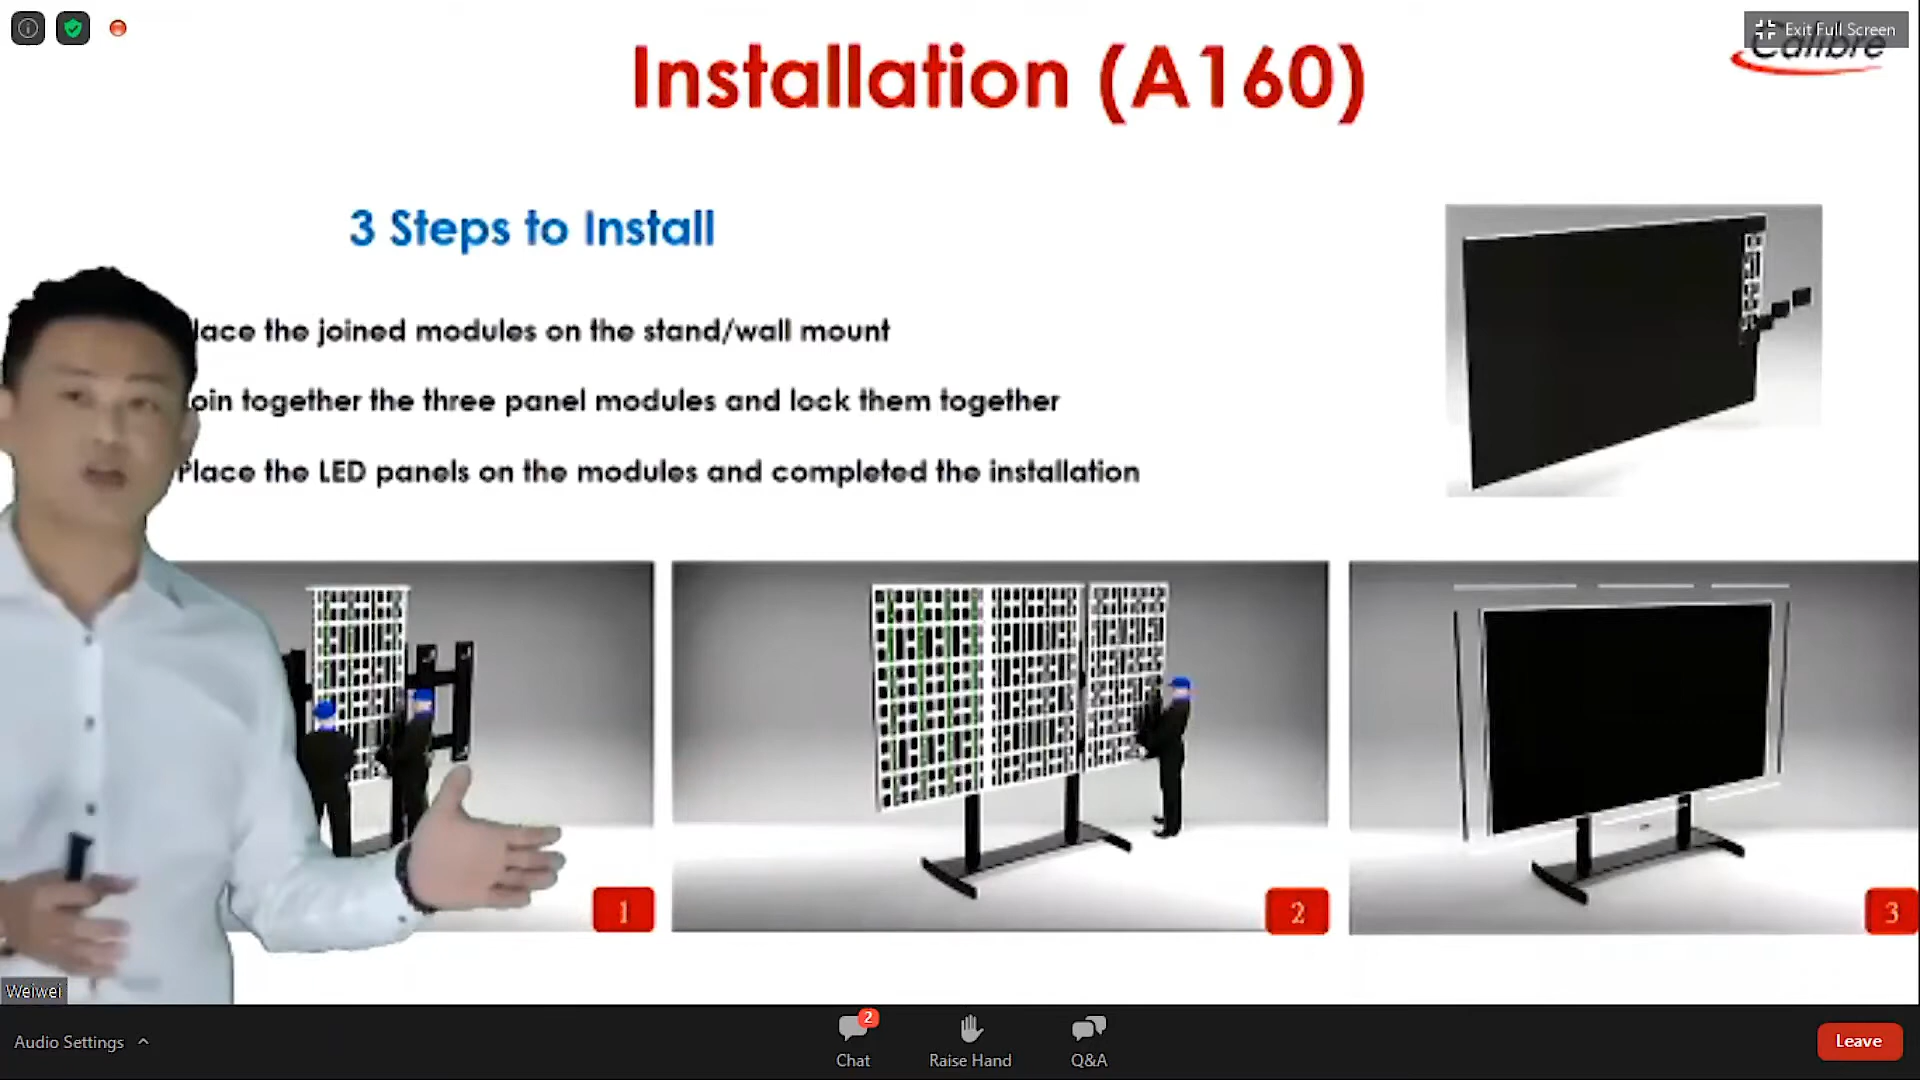 Exit Full Screen
Calibre
Installation (A160)
3 Steps to Install
lace the joined modules on the stand/wall mount
oin together the three panel modules and lock them together
Place the LED panels on the modules and completed the installation
1
2
3
Weiwei
Audio Settings
2
Chat
Raise Hand
Q&A
Leave